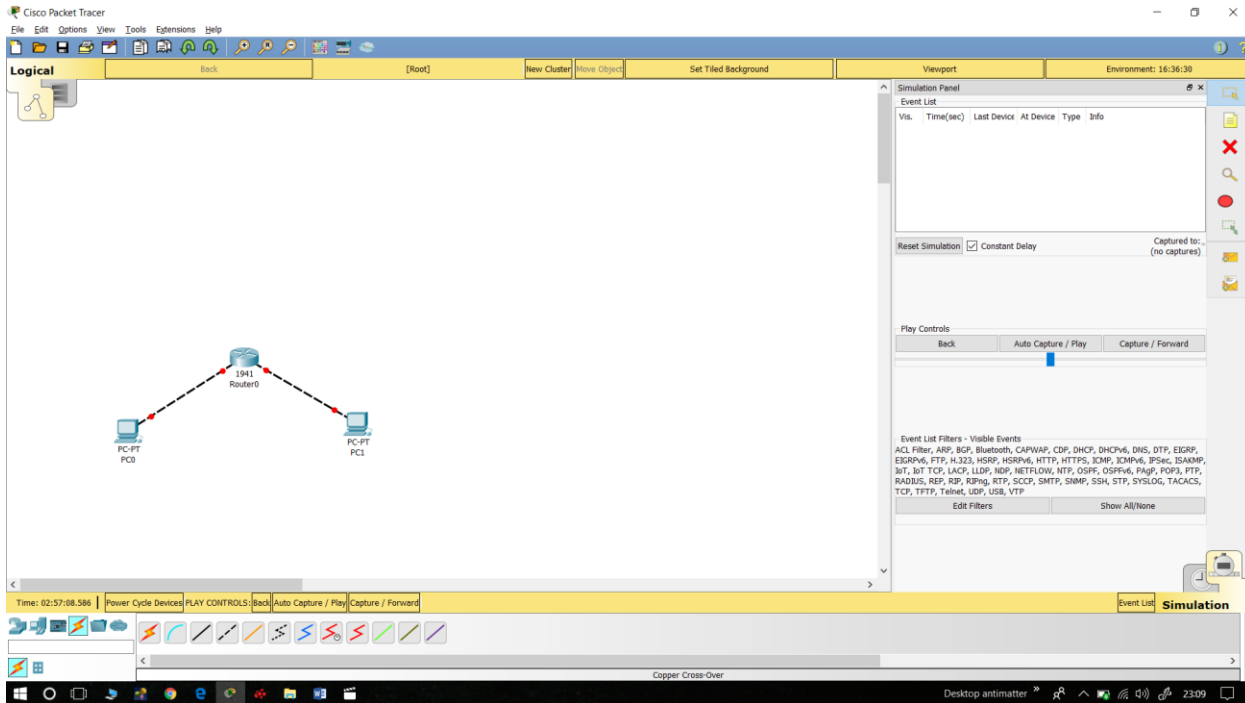 Cisco Packet Tracer
File Edit Options View Tools Extensions Help
Logical Back [Root] New Cluster Move Object Set Tiled Background Viewport Environment: 16:36:30
Simulation Panel
Event List
Vis. Time(sec) Last Device At Device Type Info
Reset Simulation Constant Delay Captured to:
(no captures)
Play Controls
Back Auto Capture / Play Capture / Forward
1941
Router0
PC-PT
PC0
PC-PT
PC1
Event List Filters - Visible Events
ACL Filter, ARP, BGP, Bluetooth, CAPWAP, CDP, DHCP, DHCPv6, DNS, DTP, EIGRP,
EIGRPv6, FTP, H.323, HSRP, HSRPv6, HTTP, HTTPS, ICMP, ICMPv6, IPSec, ISAKMP,
IoT, IoT TCP, LACP, LLDP, NDP, NETFLOW, NTP, OSPF, OSPFv6, PAgP, POP3, PTP,
RADIUS, REP, RIP, RIPng, RTP, SCCP, SMTP, SNMP, SSH, STP, SYSLOG, TACACS,
TCP, TFTP, Telnet, UDP, USB, VTP
Edit Filters Show All/None
Time: 02:57:08.586 Power Cycle Devices PLAY CONTROLS: Back Auto Capture / Play Capture / Forward Event List Simulation
Copper Cross-Over
Desktop antimatter » 23:09